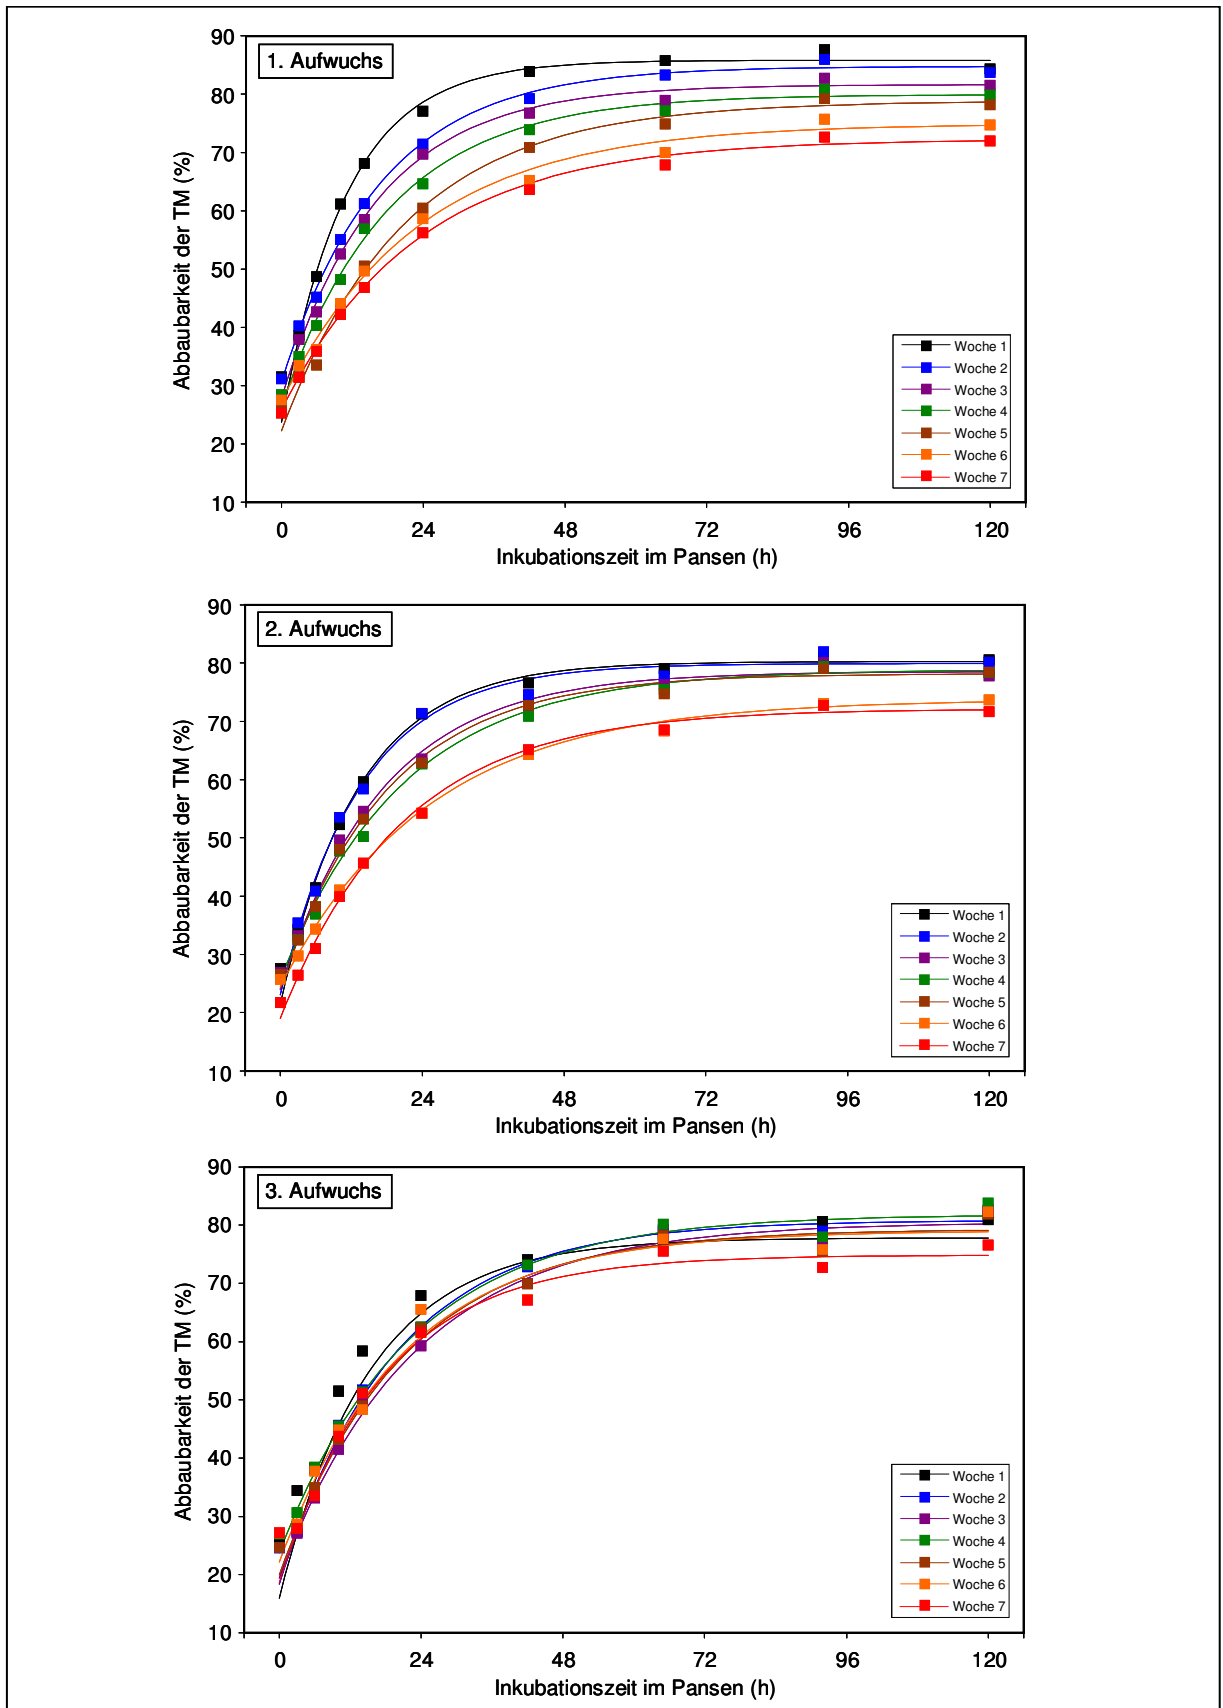 1. Aufwuchs
Abbaubarkeit der TM (%)
90
80
70
60
50
40
30
20
10
0 24 48 72 96 120
Inkubationszeit im Pansen (h)
Woche 1
Woche 2
Woche 3
Woche 4
Woche 5
Woche 6
Woche 7
2. Aufwuchs
Abbaubarkeit der TM (%)
90
80
70
60
50
40
30
20
10
0 24 48 72 96 120
Inkubationszeit im Pansen (h)
Woche 1
Woche 2
Woche 3
Woche 4
Woche 5
Woche 6
Woche 7
3. Aufwuchs
Abbaubarkeit der TM (%)
90
80
70
60
50
40
30
20
10
0 24 48 72 96 120
Inkubationszeit im Pansen (h)
Woche 1
Woche 2
Woche 3
Woche 4
Woche 5
Woche 6
Woche 7